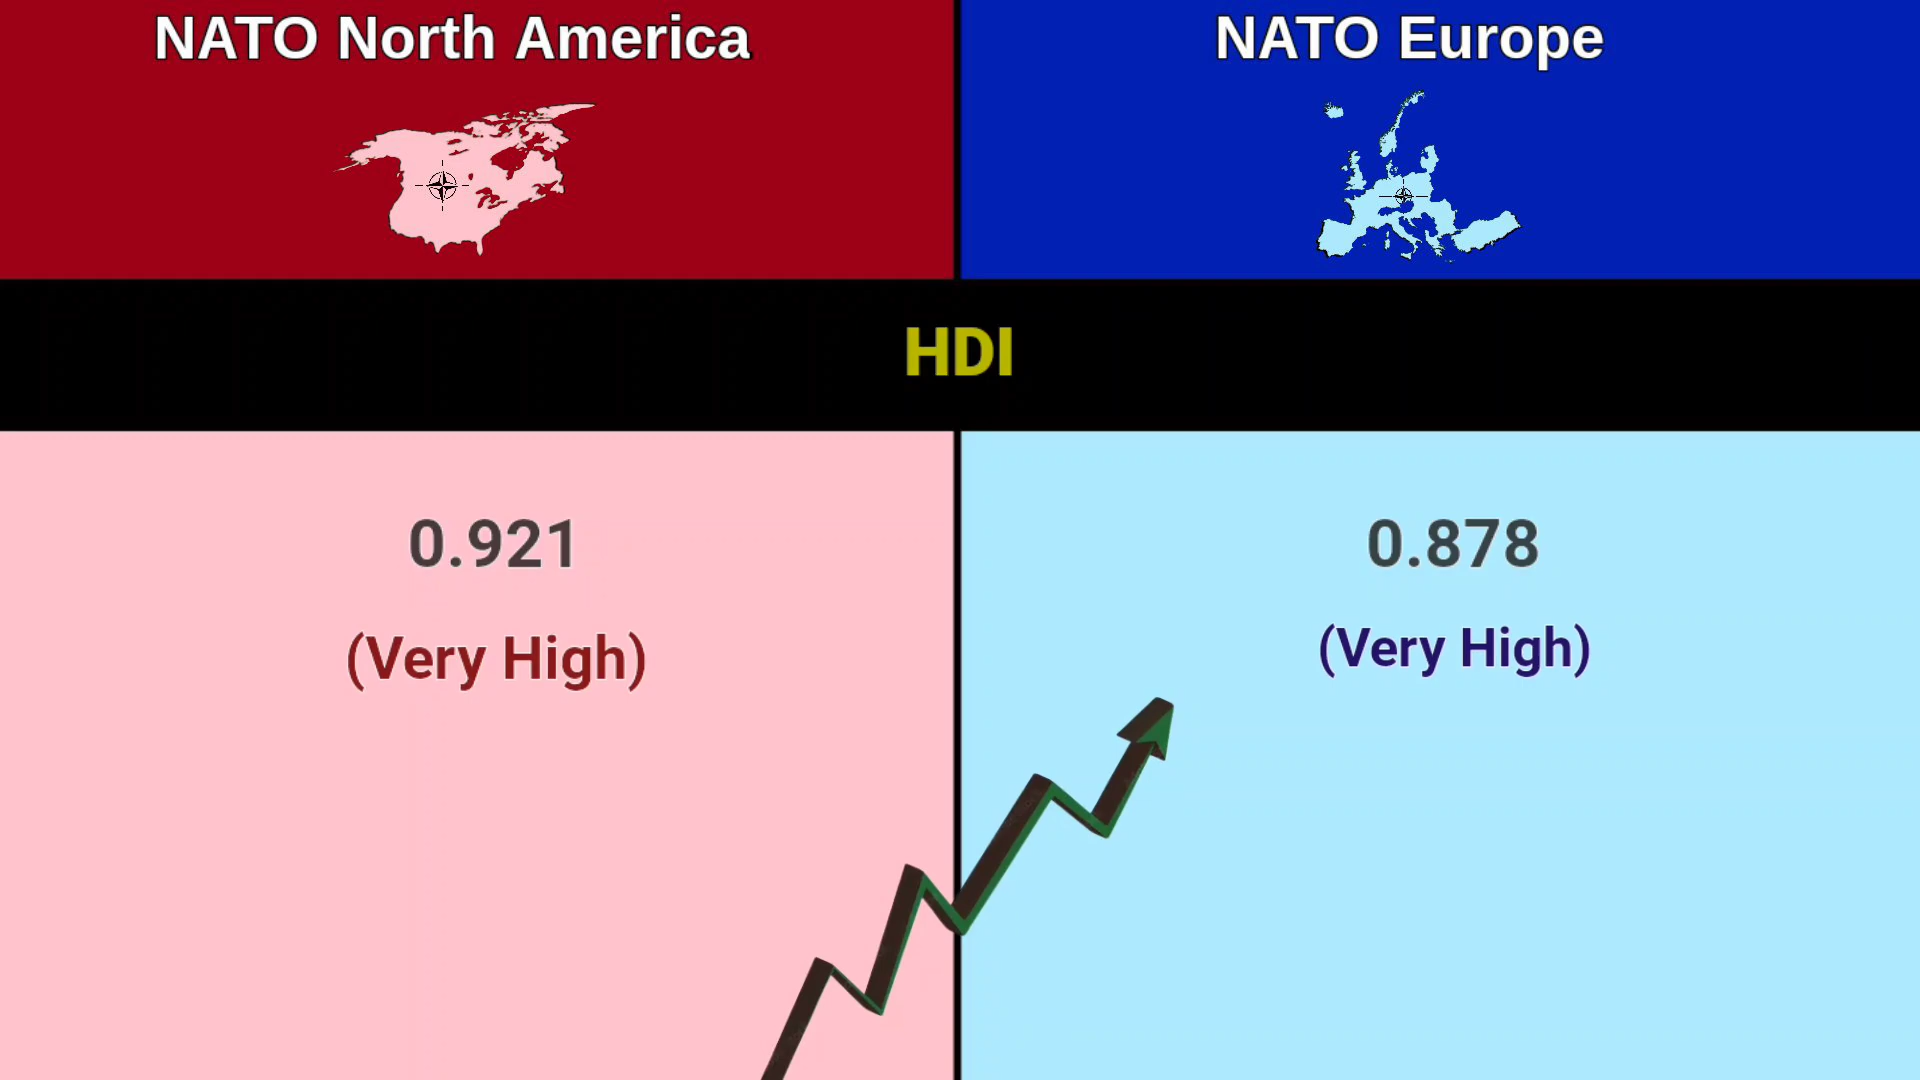 NATO North America
NATO Europe
HDI
0.921
0.878
(Very High)
(Very High)